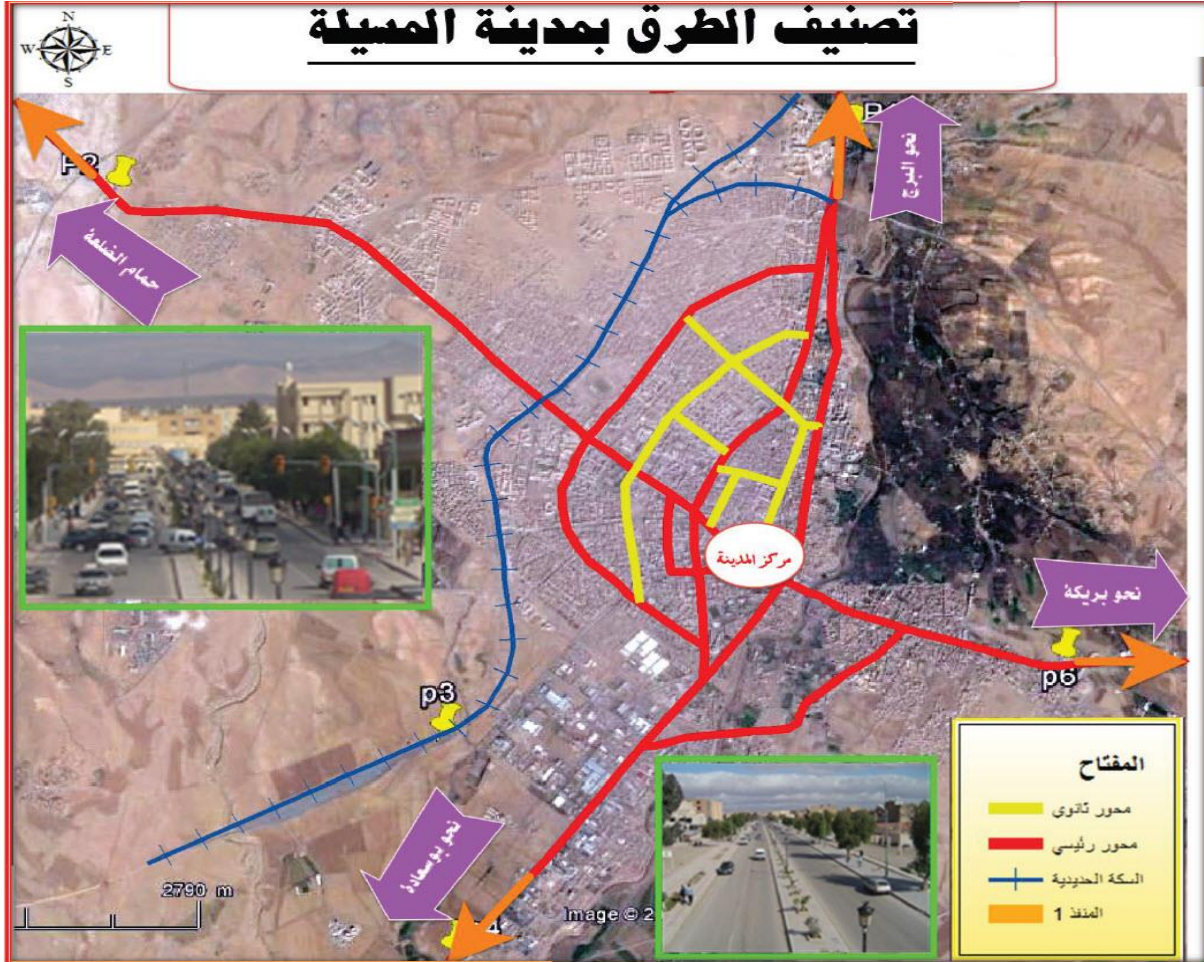 تصنيف الطرق بمدينة المسيلة
N
W E
S
نحو البرج
P2
حمام الضلعة
مركز المدينة
نحو بريكة
p6
p3
نحو بوسعادة
2790 m
Image © 2
المفتاح
محور ثانوي
محور رئيسي
السكة الحديدية
المنفذ 1